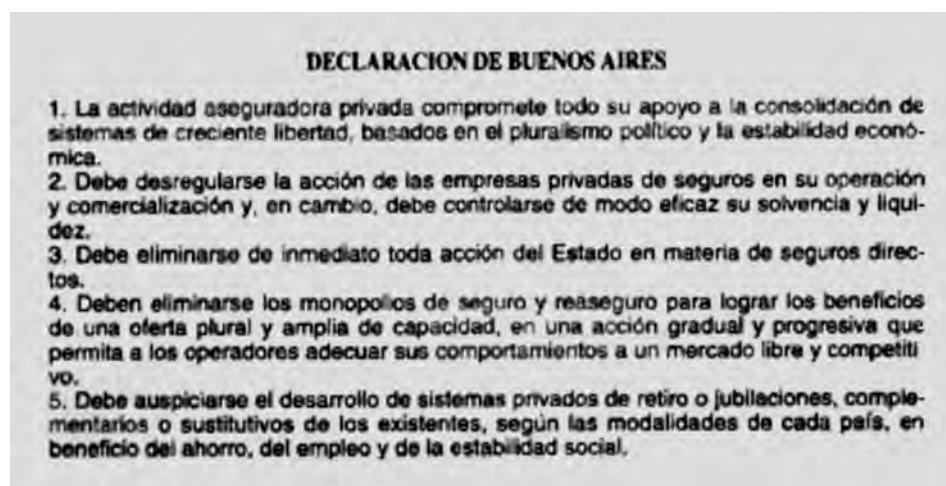 DECLARACION DE BUENOS AIRES
1. La actividad aseguradora privada compromete todo su apoyo a la consolidación de
sistemas de creciente libertad, basados en el pluralismo político y la estabilidad econó-
mica.
2. Debe desregularse la acción de las empresas privadas de seguros en su operación
y comercialización y, en cambio, debe controlarse de modo eficaz su solvencia y liqui-
dez.
3. Debe eliminarse de inmediato toda acción del Estado en materia de seguros direc-
tos.
4. Deben eliminarse los monopolios de seguro y reaseguro para lograr los beneficios
de una oferta plural y amplia de capacidad, en una acción gradual y progresiva que
permita a los operadores adecuar sus comportamientos a un mercado libre y competiti
vo.
5. Debe auspiciarse el desarrollo de sistemas privados de retiro o jubilaciones, comple-
mentarios o sustitutivos de los existentes, según las modalidades de cada país, en
beneficio del ahorro, del empleo y de la estabilidad social.